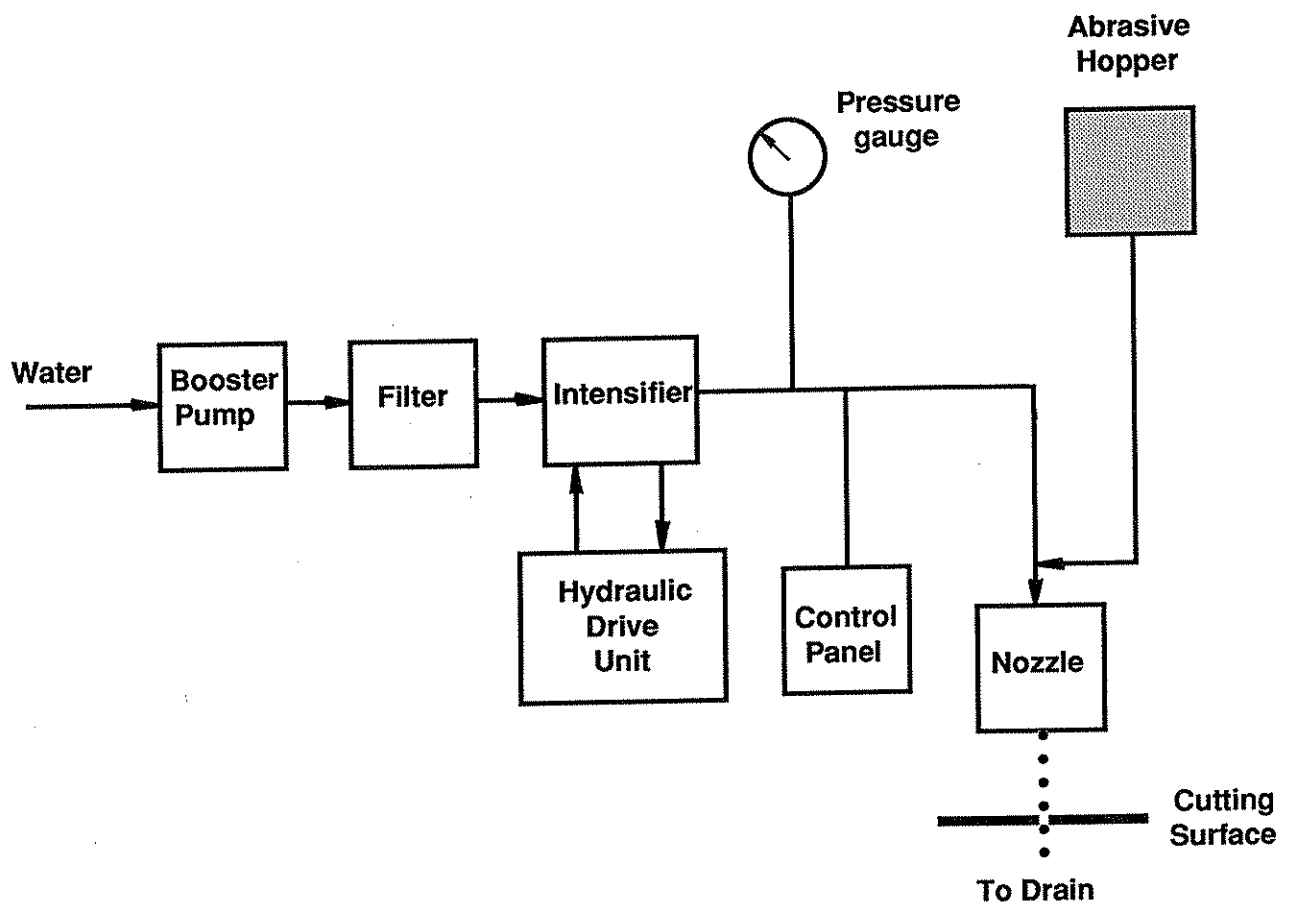 Abrasive
Hopper
Pressure
gauge
Water
Booster
Pump
Filter
Intensifier
Hydraulic
Drive
Unit
Control
Panel
Nozzle
Cutting
Surface
To Drain